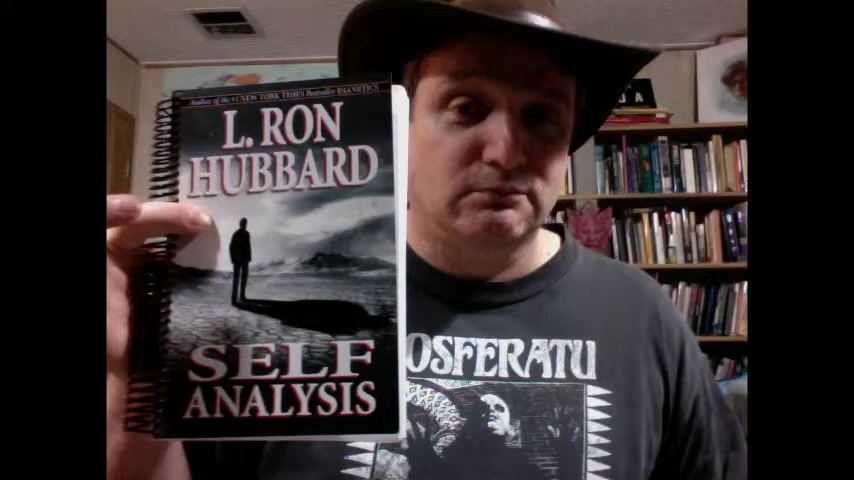 Author of the #1 NEW YORK TIMES Bestseller DIANETICS
L. RON
HUBBARD
SELF
ANALYSIS
OSFERATU